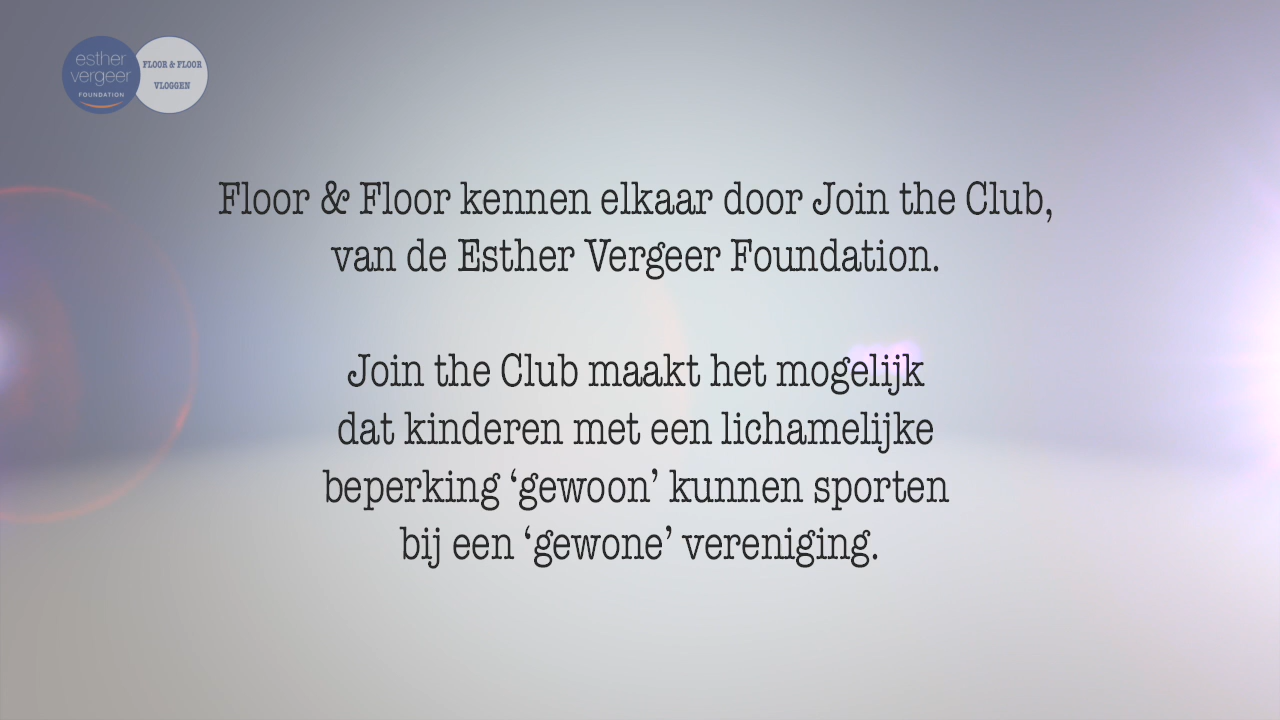 esther
vergeer
FOUNDATION
FLOOR & FLOOR
VLOGGEN
Floor & Floor kennen elkaar door Join the Club,
van de Esther Vergeer Foundation.
Join the Club maakt het mogelijk
dat kinderen met een lichamelijke
beperking ‘gewoon’ kunnen sporten
bij een ‘gewone’ vereniging.